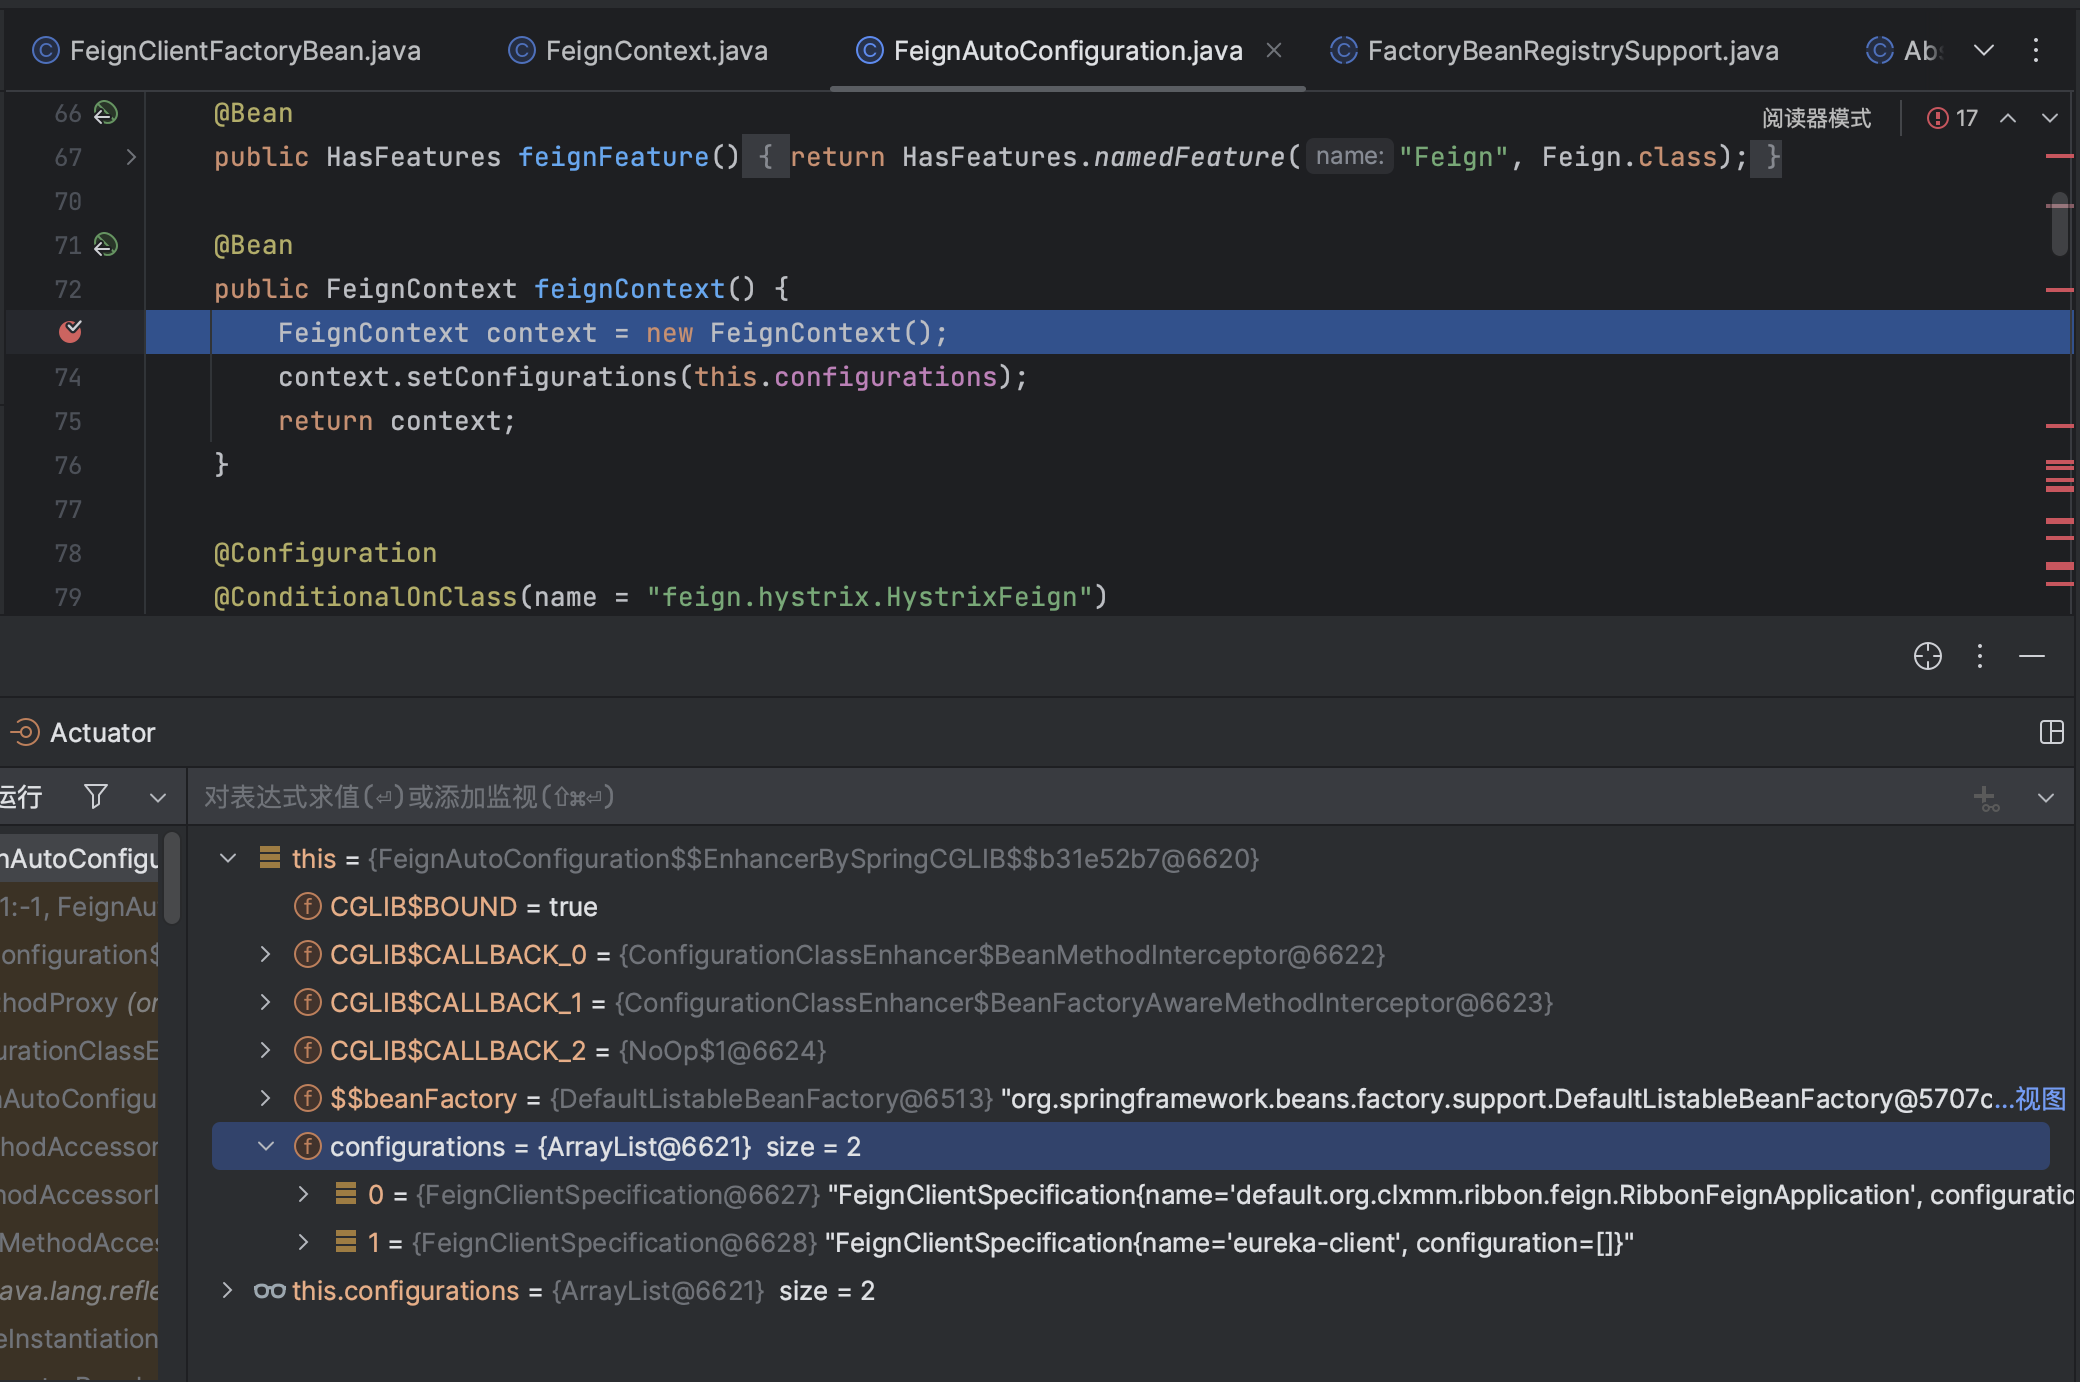 FeignClientFactoryBean.java FeignContext.java FeignAutoConfiguration.java FactoryBeanRegistrySupport.java Abs
66 @Bean
阅读器模式 17
67 public HasFeatures feignFeature() { return HasFeatures.namedFeature( name: "Feign", Feign.class); }
70
71 @Bean
72 public FeignContext feignContext() {
FeignContext context = new FeignContext();
74 context.setConfigurations(this.configurations);
75 return context;
76 }
77
78 @Configuration
79 @ConditionalOnClass(name = "feign.hystrix.HystrixFeign")
Actuator
运行 对表达式求值(⏎)或添加监视(⇧⌘⏎)
nAutoConfigu
this = {FeignAutoConfiguration$$EnhancerBySpringCGLIB$$b31e52b7@6620}
1:-1, FeignAu
CGLIB$BOUND = true
onfiguration$
CGLIB$CALLBACK_0 = {ConfigurationClassEnhancer$BeanMethodInterceptor@6622}
thodProxy (or
CGLIB$CALLBACK_1 = {ConfigurationClassEnhancer$BeanFactoryAwareMethodInterceptor@6623}
urationClassE
CGLIB$CALLBACK_2 = {NoOp$1@6624}
nAutoConfigu
$$beanFactory = {DefaultListableBeanFactory@6513} "org.springframework.beans.factory.support.DefaultListableBeanFactory@5707c...视图
hodAccessor
configurations = {ArrayList@6621} size = 2
hodAccessorI
0 = {FeignClientSpecification@6627} "FeignClientSpecification{name='default.org.clxmm.ribbon.feign.RibbonFeignApplication', configuratio
MethodAcces
1 = {FeignClientSpecification@6628} "FeignClientSpecification{name='eureka-client', configuration=[]}"
ava.lang.refle
this.configurations = {ArrayList@6621} size = 2
eInstantiation